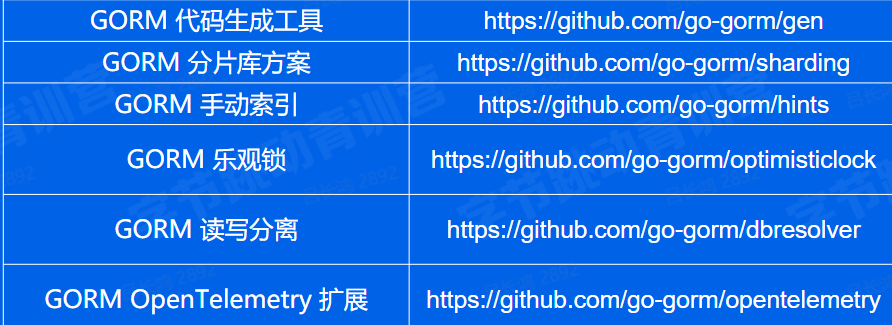 GORM 代码生成工具 https://github.com/go-gorm/gen
GORM 分片库方案 https://github.com/go-gorm/sharding
GORM 手动索引 https://github.com/go-gorm/hints
GORM 乐观锁 https://github.com/go-gorm/optimisticlock
GORM 读写分离 https://github.com/go-gorm/dbresolver
GORM OpenTelemetry 扩展 https://github.com/go-gorm/opentelemetry